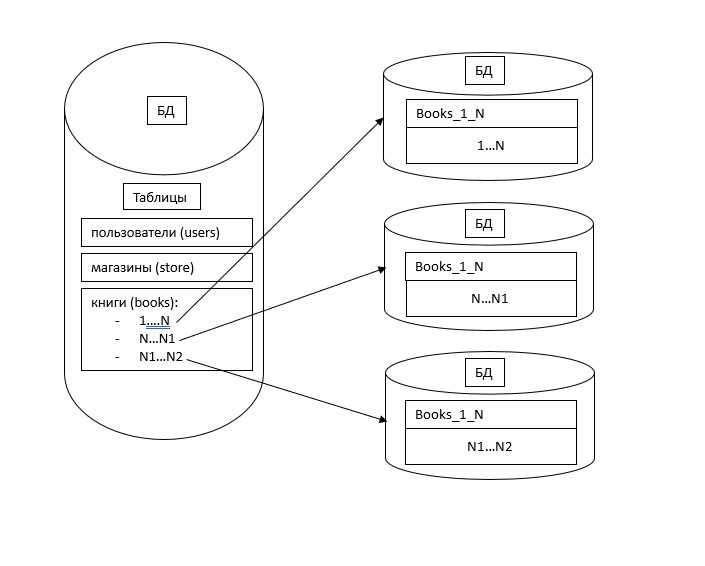 БД
Таблицы
пользователи (users)
магазины (store)
книги (books):
- 1....N
- N...N1
- N1...N2
БД
Books_1_N
1...N
БД
Books_1_N
N...N1
БД
Books_1_N
N1...N2